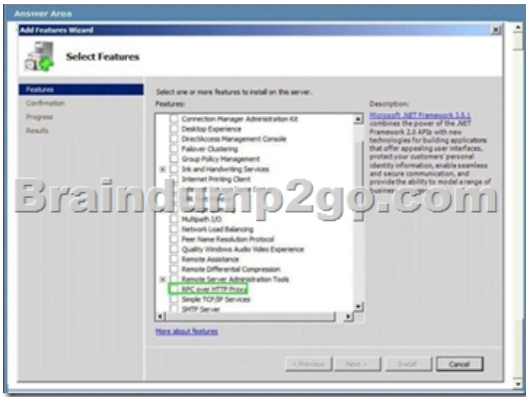 Answer Area
Add Features Wizard
Select Features
Features
Confirmation
Progress
Results
Select one or more features to install on this server.
Features:
Connection Manager Administration Kit
Desktop Experience
DirectAccess Management Console
Failover Clustering
Group Policy Management
Ink and Handwriting Services
Internet Printing Client
Multipath I/O
Network Load Balancing
Peer Name Resolution Protocol
Quality Windows Audio Video Experience
Remote Assistance
Remote Differential Compression
Remote Server Administration Tools
RPC over HTTP Proxy
Simple TCP/IP Services
SMTP Server
More about features
Description:
Microsoft .NET Framework 3.5.1
combines the power of the .NET
Framework 2.0 APIs with new
technologies for building applications
that offer appealing user interfaces,
protect your customers' personal
identity information, enable seamless
and secure communication, and
provide the ability to model a range of
business
Braindump2go.com
< Previous
Next >
Install
Cancel